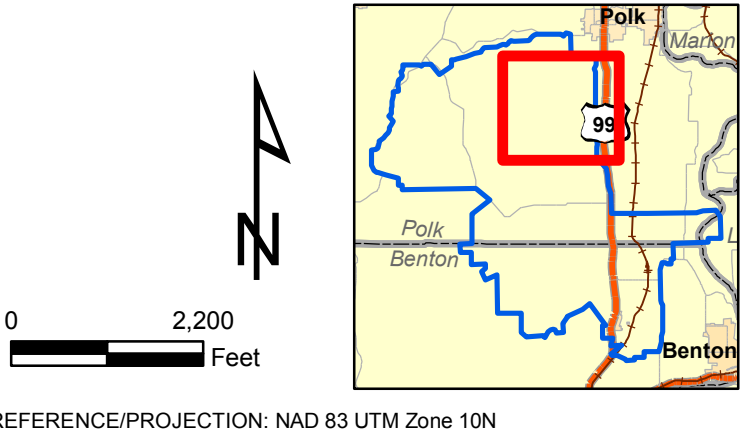 Polk
Marion
99
Polk
Benton
L
Benton
N
0 2,200
Feet
REFERENCE/PROJECTION: NAD 83 UTM Zone 10N